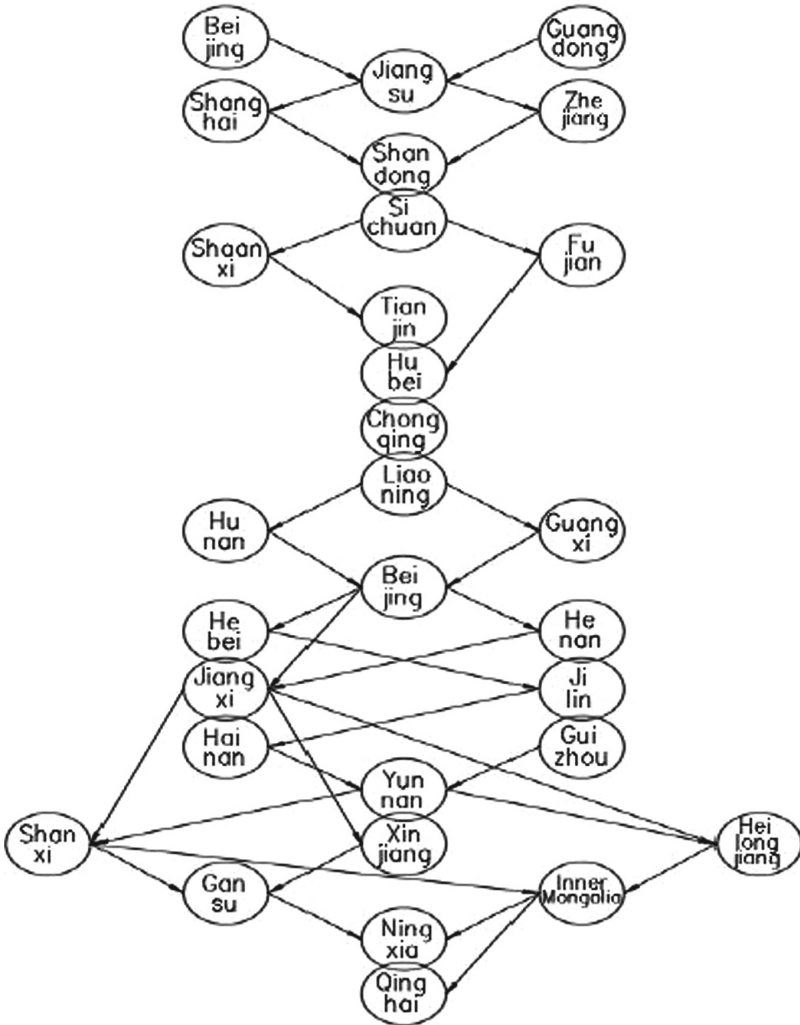 Bei
jing
Guang
dong
Jiang
su
Shang
hai
Zhe
jiang
Shan
dong
Si
chuan
Shaan
xi
Fu
jian
Tian
jin
Hu
bei
Chong
qing
Liao
ning
Hu
nan
Guang
xi
Bei
jing
He
bei
He
nan
Jiang
xi
Ji
lin
Hai
nan
Gui
zhou
Yun
nan
Shan
xi
Xin
jiang
Hei
long
jiang
Gan
su
Inner
Mongolia
Ning
xia
Qing
hai